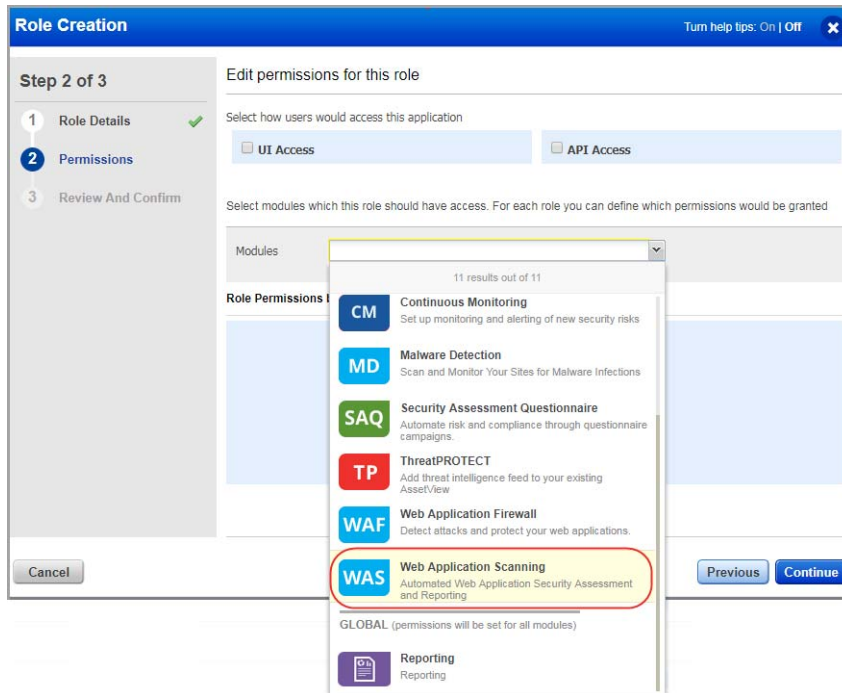 Role Creation
Turn help tips: On | Off
Step 2 of 3
1 Role Details
2 Permissions
3 Review And Confirm
Edit permissions for this role
Select how users would access this application
UI Access
API Access
Select modules which this role should have access. For each role you can define which permissions would be granted
Modules
11 results out of 11
Role Permissions
CM
Continuous Monitoring
Set up monitoring and alerting of new security risks
MD
Malware Detection
Scan and Monitor Your Sites for Malware Infections
SAQ
Security Assessment Questionnaire
Automate risk and compliance through questionnaire
campaigns.
TP
ThreatPROTECT
Add threat intelligence feed to your existing
AssetView
WAF
Web Application Firewall
Detect attacks and protect your web applications.
WAS
Web Application Scanning
Automated Web Application Security Assessment
and Reporting
GLOBAL (permissions will be set for all modules)
Reporting
Reporting
Cancel
Previous
Continue